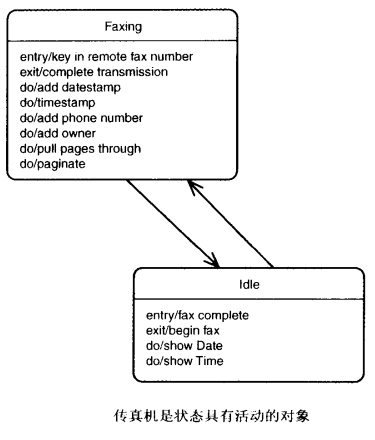 Faxing
entry/key in remote fax number
exit/complete transmission
do/add datestamp
do/timestamp
do/add phone number
do/add owner
do/pull pages through
do/paginate
Idle
entry/fax complete
exit/begin fax
do/show Date
do/show Time
传真机是状态具有活动的对象